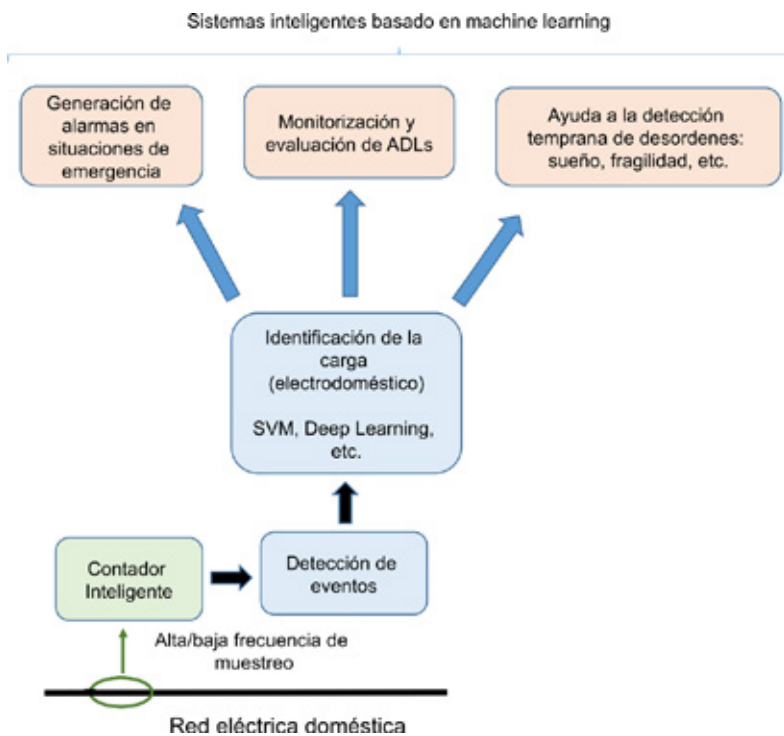 Sistemas inteligentes basado en machine learning
Generación de
alarmas en
situaciones de
emergencia
Monitorización y
evaluación de ADLs
Ayuda a la detección
temprana de desordenes:
sueño, fragilidad, etc.
Identificación de la
carga
(electrodoméstico)
SVM, Deep Learning,
etc.
Contador
Inteligente
Detección de
eventos
Alta/baja frecuencia de
muestreo
Red eléctrica doméstica